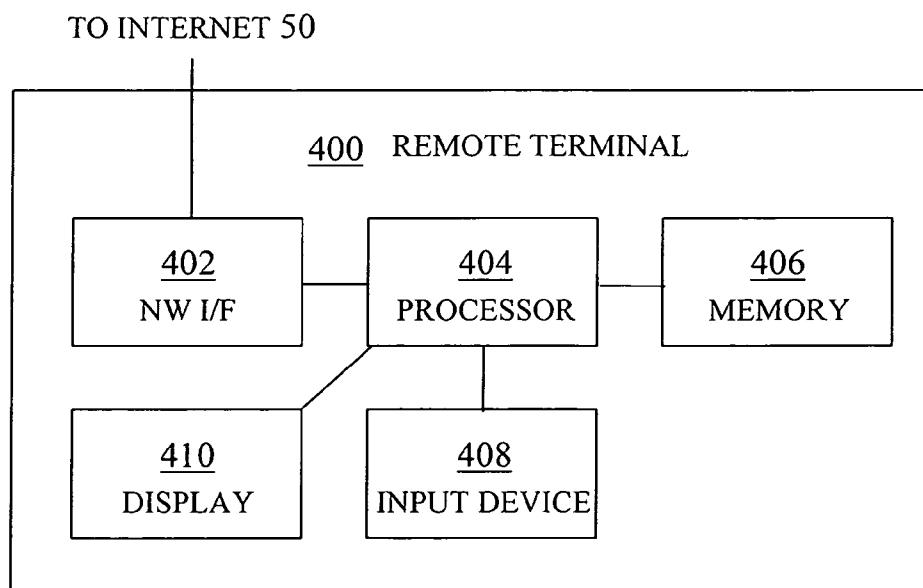 TO INTERNET 50
400 REMOTE TERMINAL
402
NW I/F
404
PROCESSOR
406
MEMORY
410
DISPLAY
408
INPUT DEVICE